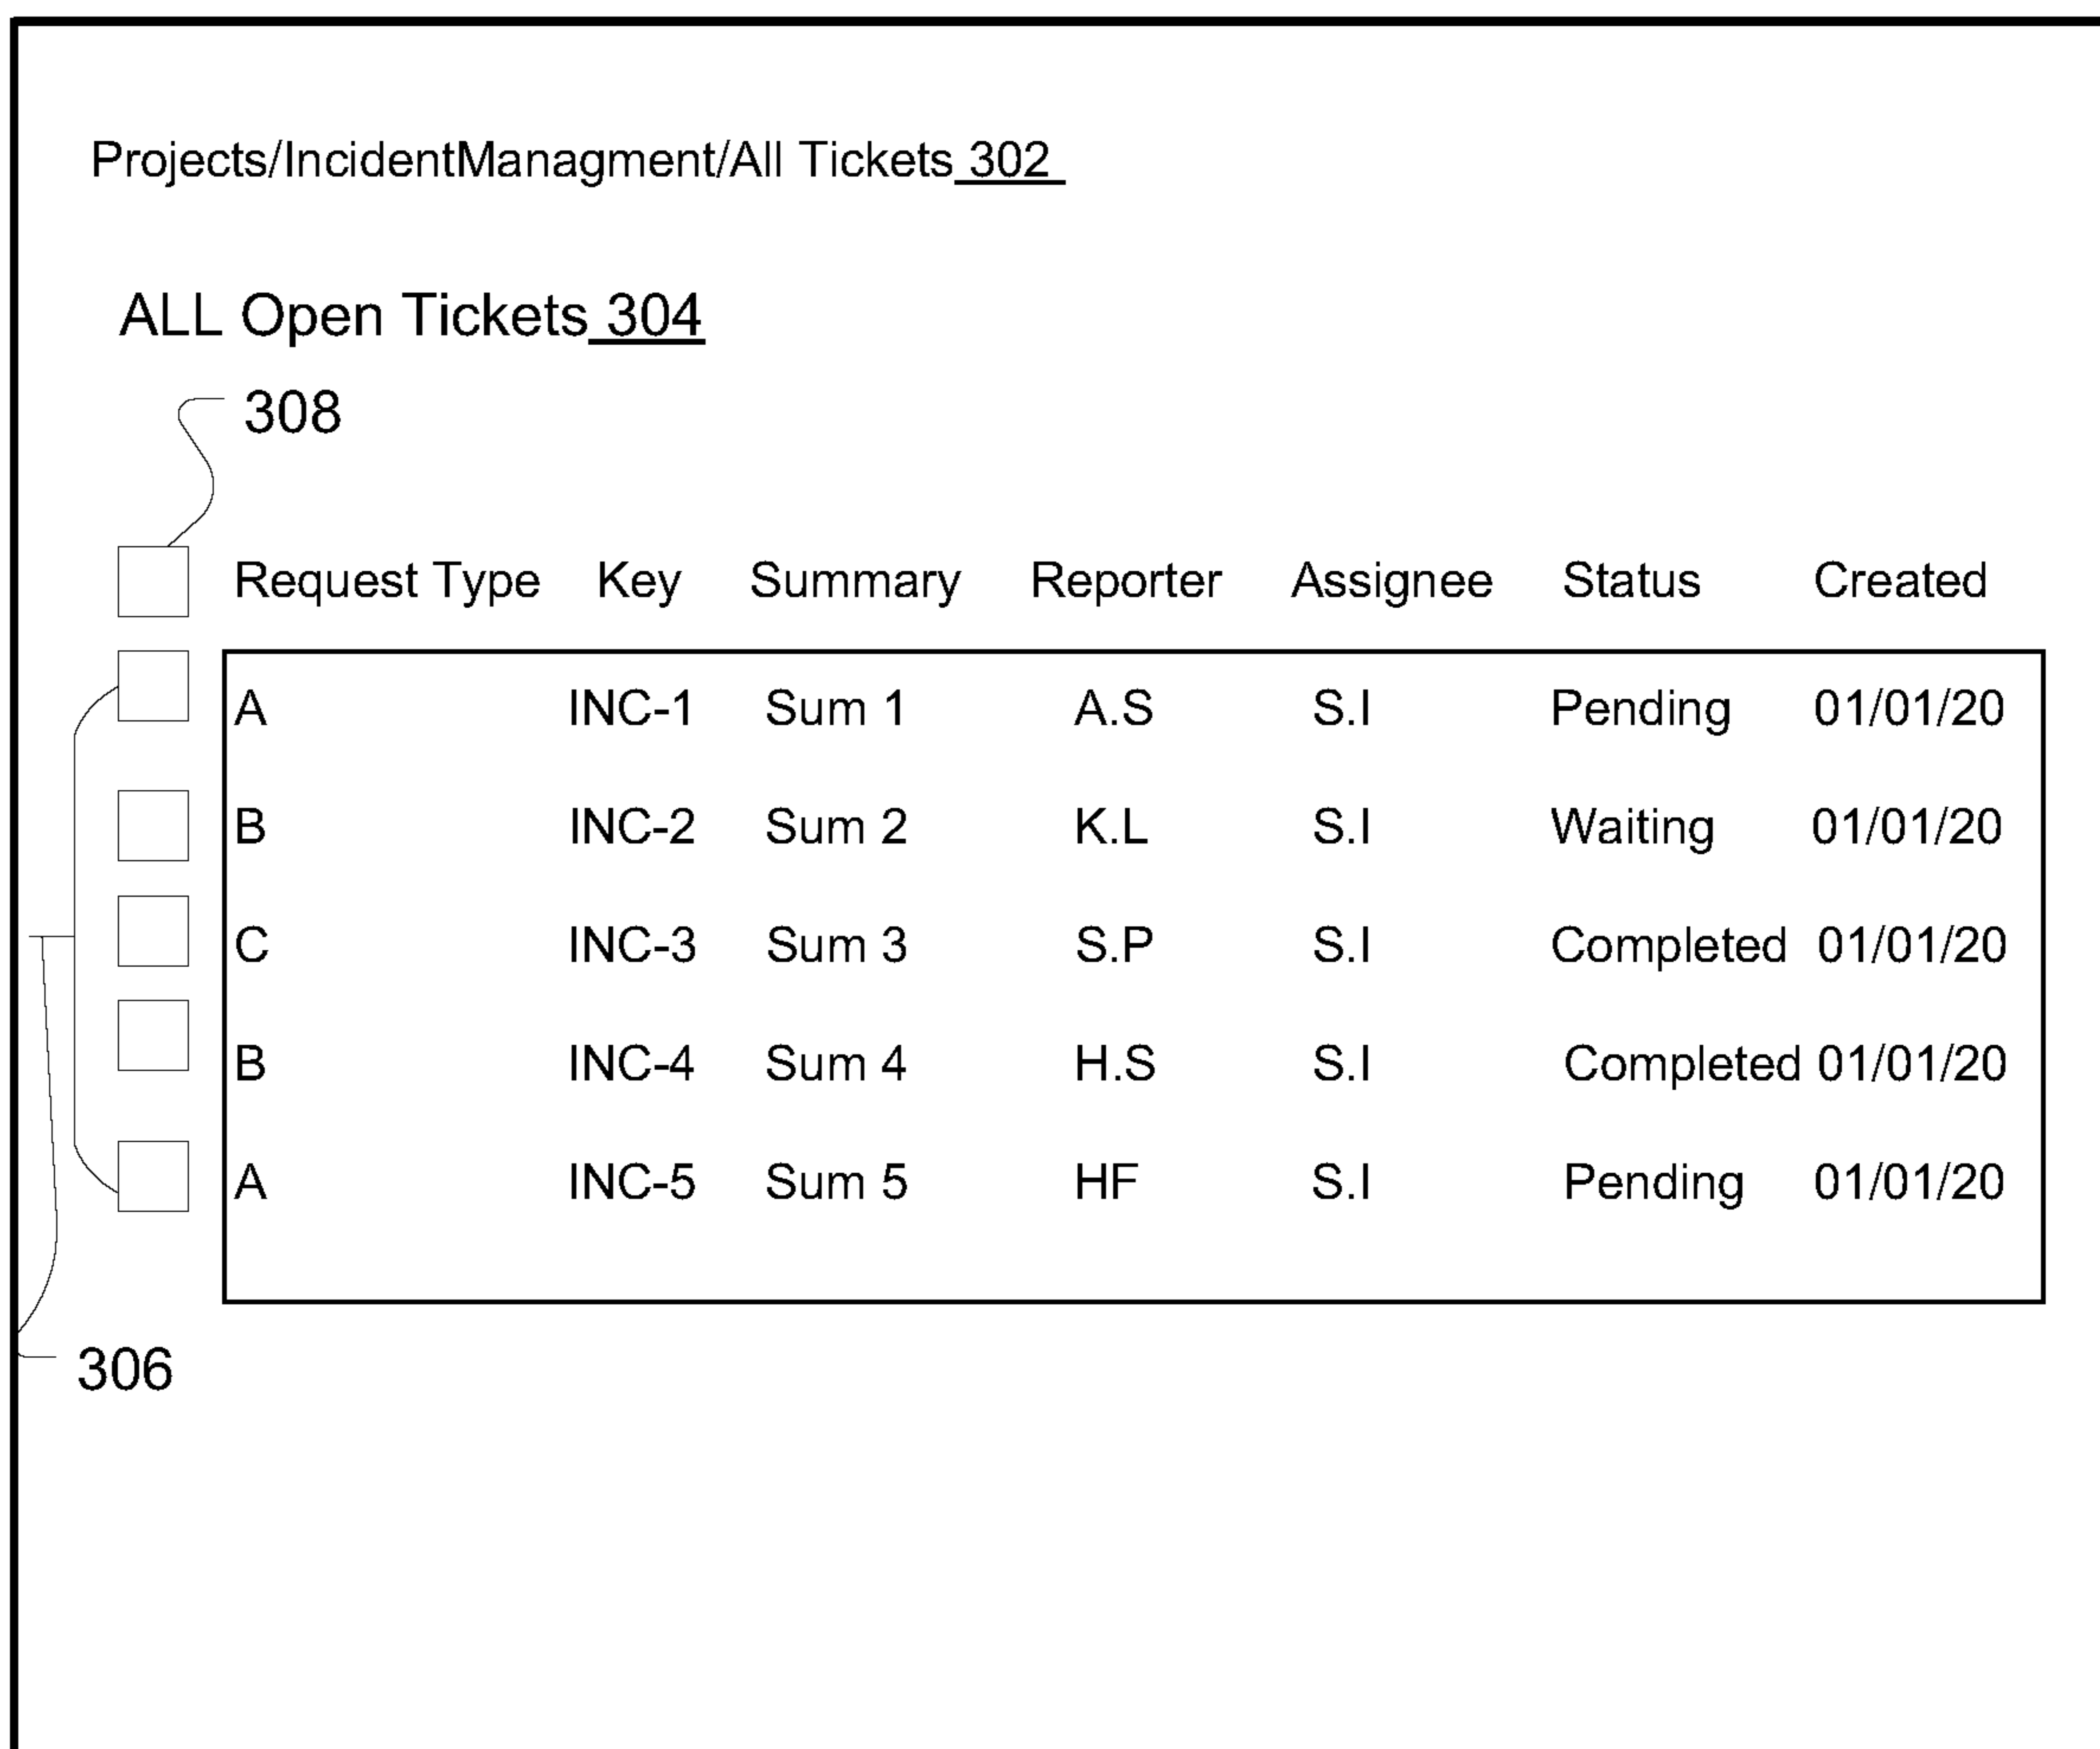 Projects/IncidentManagment/All Tickets 302
ALL Open Tickets 304
308
Request Type Key Summary Reporter Assignee Status Created
A INC-1 Sum 1 A.S S.I Pending 01/01/20
B INC-2 Sum 2 K.L S.I Waiting 01/01/20
C INC-3 Sum 3 S.P S.I Completed 01/01/20
B INC-4 Sum 4 H.S S.I Completed 01/01/20
A INC-5 Sum 5 HF S.I Pending 01/01/20
306